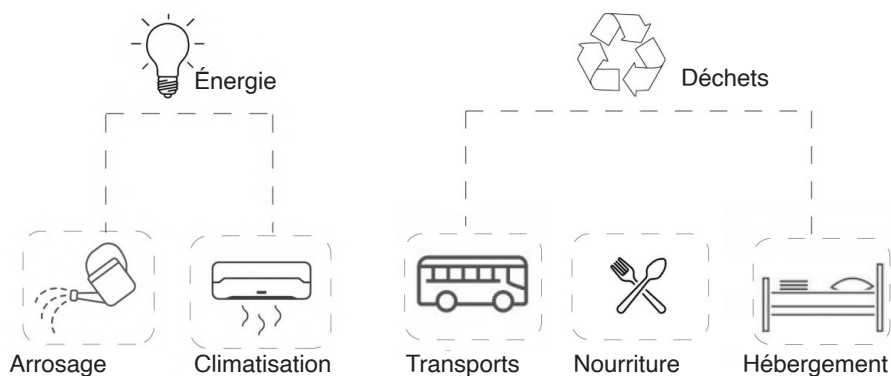 Énergie
Déchets
Arrosage
Climatisation
Transports
Nourriture
Hébergement